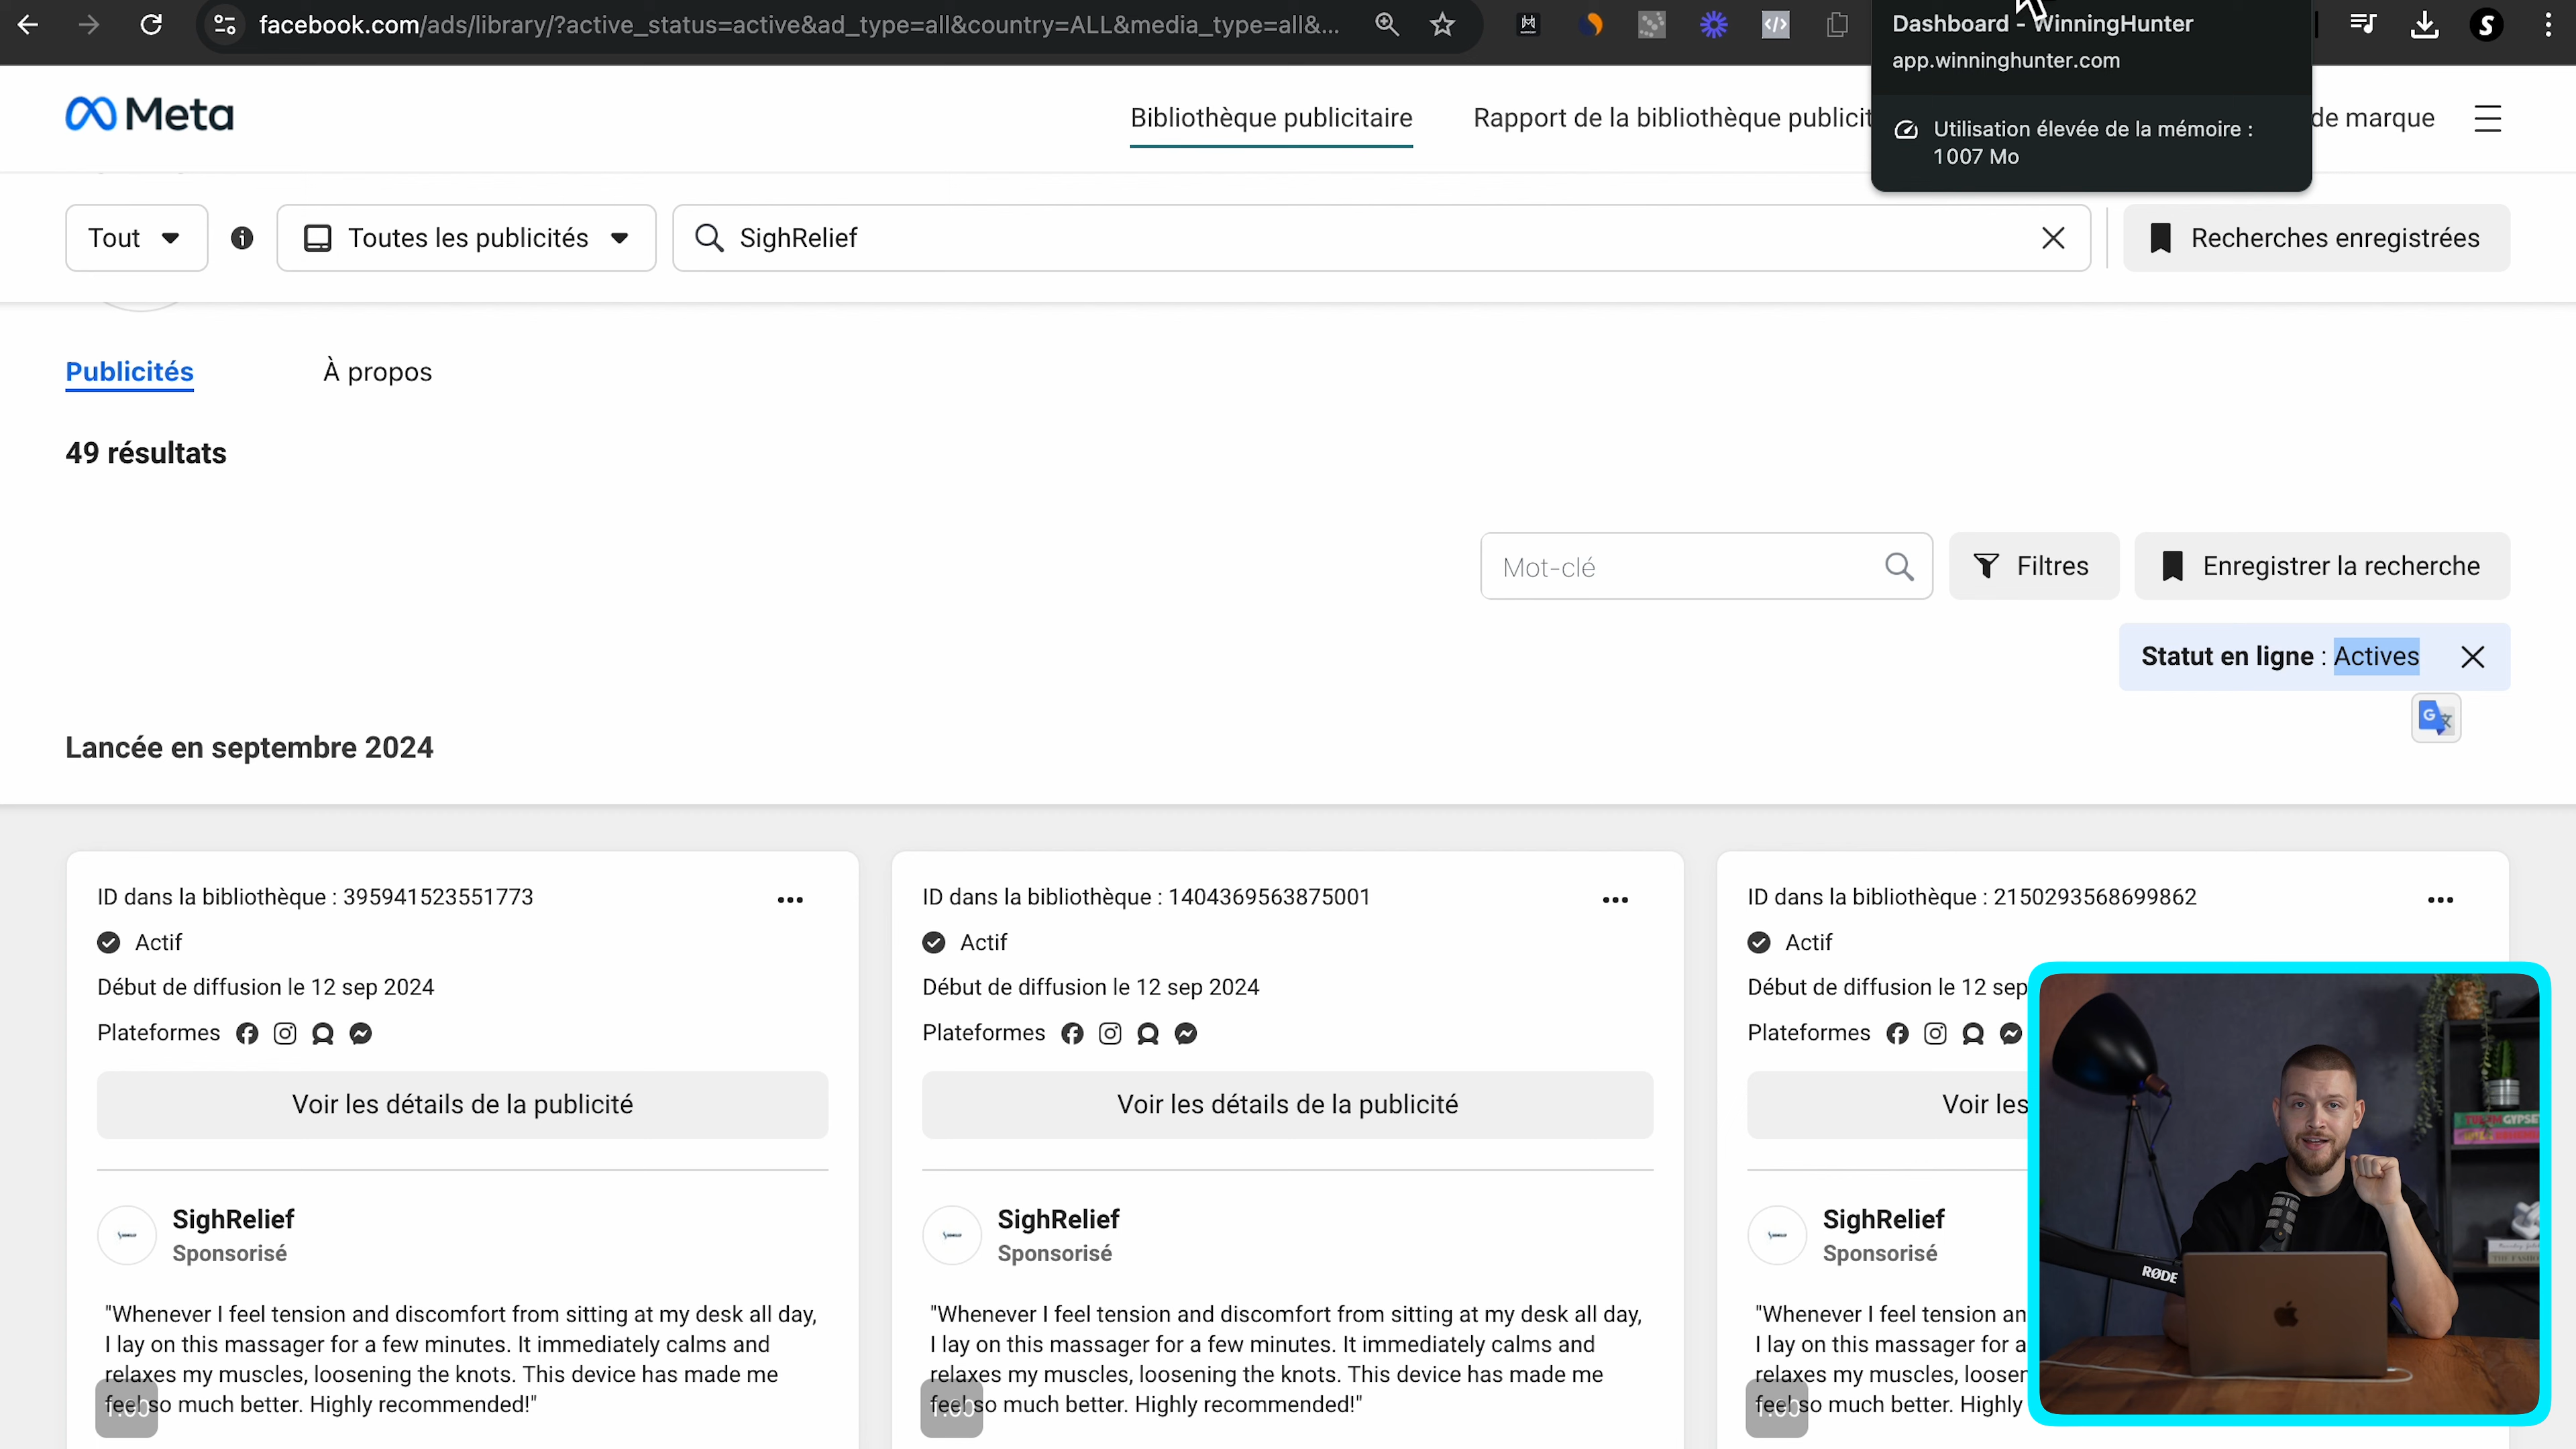 facebook.com/ads/library/?active_status=active&ad_type=all&country=ALL&media_type=all&...
Dashboard - WinningHunter
app.winninghunter.com
Utilisation élevée de la mémoire :
1 007 Mo
Meta
Bibliothèque publicitaire
Rapport de la bibliothèque publicit
de marque
Tout
Toutes les publicités
SighRelief
Recherches enregistrées
Publicités
À propos
49 résultats
Mot-clé
Filtres
Enregistrer la recherche
Statut en ligne : Actives
Lancée en septembre 2024
ID dans la bibliothèque : 395941523551773
Actif
Début de diffusion le 12 sep 2024
Plateformes
Voir les détails de la publicité
SighRelief
Sponsorisé
"Whenever I feel tension and discomfort from sitting at my desk all day,
I lay on this massager for a few minutes. It immediately calms and
relaxes my muscles, loosening the knots. This device has made me
feel so much better. Highly recommended!"
ID dans la bibliothèque : 1404369563875001
Actif
Début de diffusion le 12 sep 2024
Plateformes
Voir les détails de la publicité
SighRelief
Sponsorisé
"Whenever I feel tension and discomfort from sitting at my desk all day,
I lay on this massager for a few minutes. It immediately calms and
relaxes my muscles, loosening the knots. This device has made me
feel so much better. Highly recommended!"
ID dans la bibliothèque : 2150293568699862
Actif
Début de diffusion le 12 sep
Plateformes
Voir les
SighRelief
Sponsorisé
"Whenever I feel tension an
I lay on this massager for a
relaxes my muscles, loosen
feel so much better. Highly
RØDE